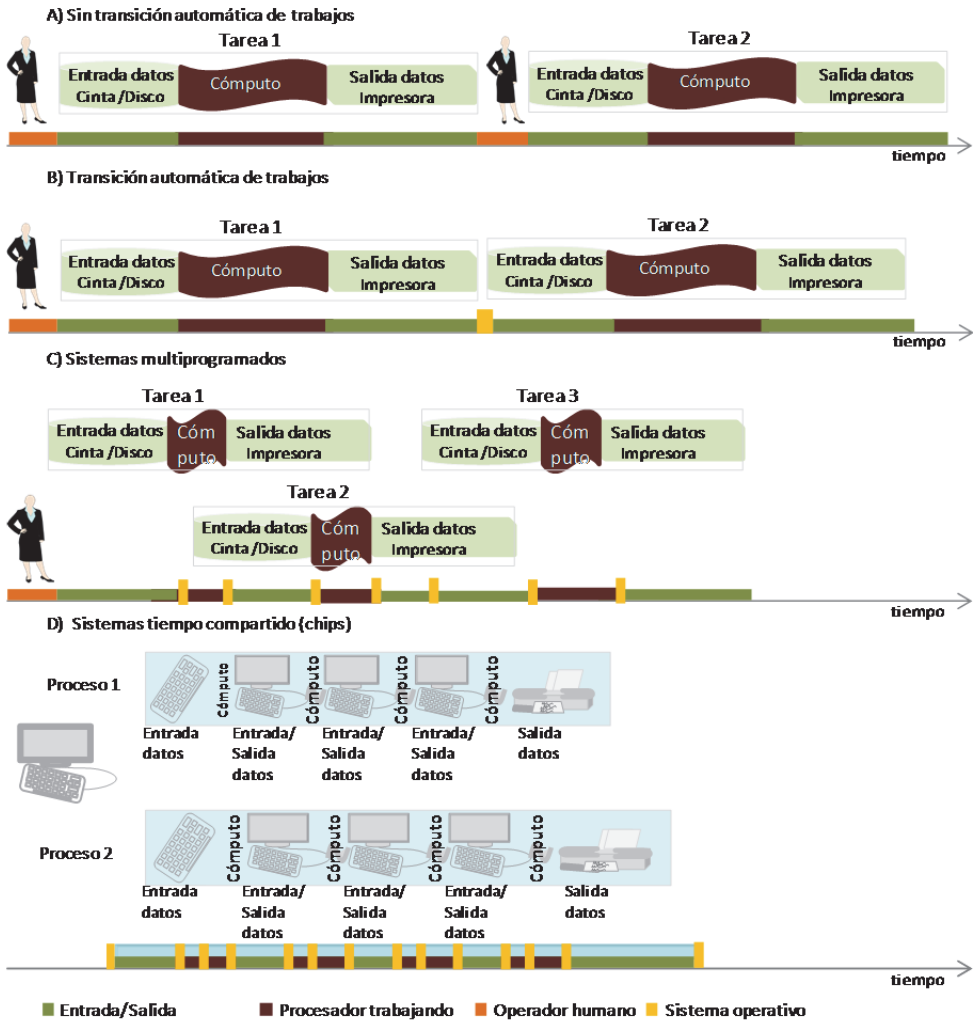 A) Sin transición automática de trabajos
Tarea 1
Tarea 2
Entrada datos
Cinta /Disco
Cómputo
Salida datos
Impresora
Entrada datos
Cinta /Disco
Cómputo
Salida datos
Impresora
tiempo
B) Transición automática de trabajos
Tarea 1
Tarea 2
Entrada datos
Cinta /Disco
Cómputo
Salida datos
Impresora
Entrada datos
Cinta /Disco
Cómputo
Salida datos
Impresora
tiempo
C) Sistemas multiprogramados
Tarea 1
Tarea 3
Entrada datos
Cinta /Disco
Cóm
puto
Salida datos
Impresora
Entrada datos
Cinta /Disco
Cóm
puto
Salida datos
Impresora
Tarea 2
Entrada datos
Cinta /Disco
Cóm
puto
Salida datos
Impresora
tiempo
D) Sistemas tiempo compartido (chips)
Proceso 1
Cómputo
Cómputo
Cómputo
Cómputo
Entrada
datos
Entrada/
Salida
datos
Entrada/
Salida
datos
Entrada/
Salida
datos
Salida
datos
Proceso 2
Cómputo
Cómputo
Cómputo
Cómputo
Entrada
datos
Entrada/
Salida
datos
Entrada/
Salida
datos
Entrada/
Salida
datos
Salida
datos
tiempo
Entrada/Salida
Procesador trabajando
Operador humano
Sistema operativo